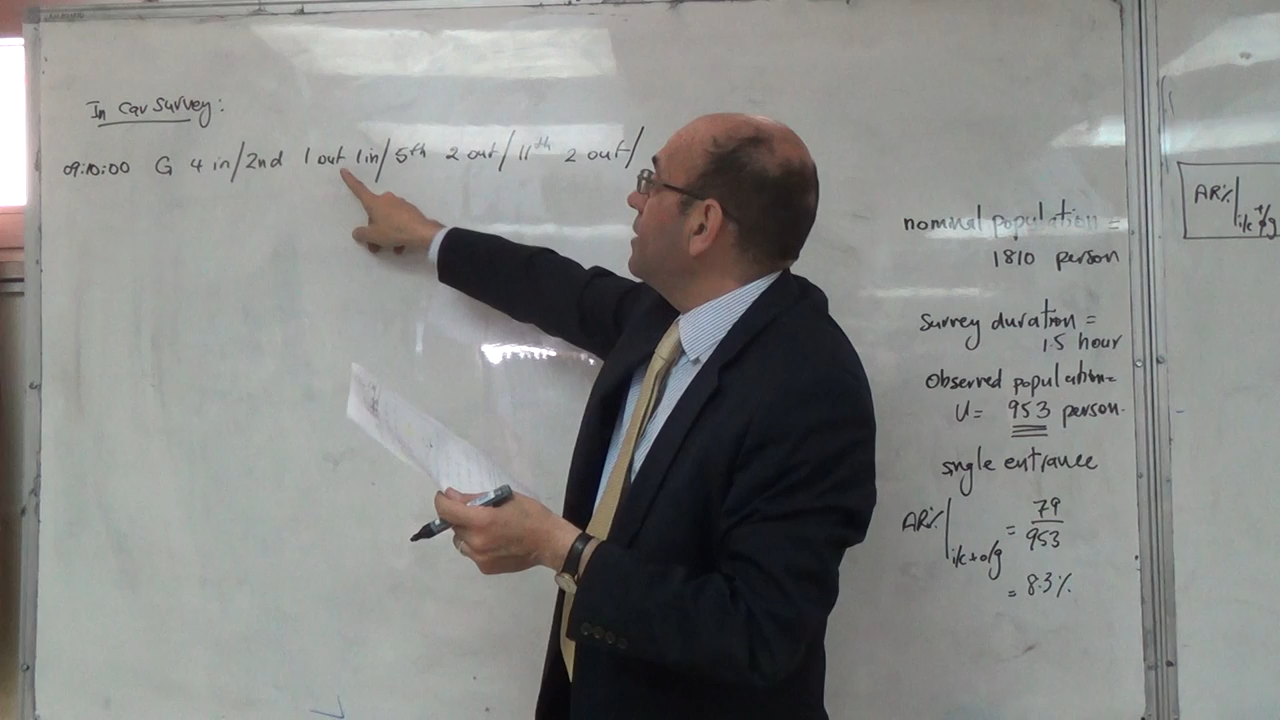 In Car Survey:
09:10:00 G 4 in/2nd 1 out 1in/5th 2 out/11th 2 out/
nominal population =
1810 person
Survey duration =
1.5 hour
Observed population=
U= 953 person.
single entrance
AR%|i/c+o/g = 79/953
= 8.3%
AR%|i/c+o/g